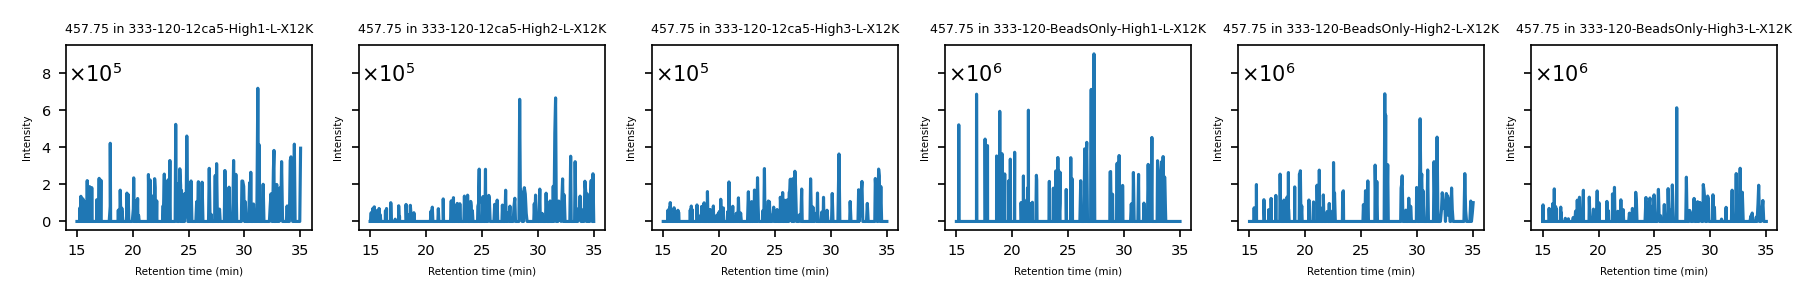 457.75 in 333-120-12ca5-High1-L-X12K
457.75 in 333-120-12ca5-High2-L-X12K
457.75 in 333-120-12ca5-High3-L-X12K
457.75 in 333-120-BeadsOnly-High1-L-X12K
457.75 in 333-120-BeadsOnly-High2-L-X12K
457.75 in 333-120-BeadsOnly-High3-L-X12K
×10⁵
×10⁵
×10⁵
×10⁶
×10⁶
×10⁶
8
6
4
2
0
Intensity
Intensity
Intensity
Intensity
Intensity
Intensity
15 20 25 30 35
15 20 25 30 35
15 20 25 30 35
15 20 25 30 35
15 20 25 30 35
15 20 25 30 35
Retention time (min)
Retention time (min)
Retention time (min)
Retention time (min)
Retention time (min)
Retention time (min)